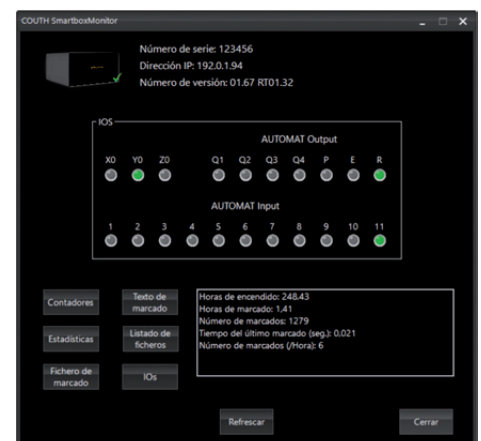 COUTH SmartboxMonitor
Número de serie: 123456
Dirección IP: 192.0.1.94
Número de versión: 01.67 RT01.32
IOS
AUTOMAT Output
X0 Y0 Z0 Q1 Q2 Q3 Q4 P E R
AUTOMAT Input
1 2 3 4 5 6 7 8 9 10 11
Contadores
Texto de
marcado
Estadísticas
Listado de
ficheros
Fichero de
marcado
IOs
Horas de encendido: 248,43
Horas de marcado: 1,41
Número de marcados: 1279
Tiempo del último marcado (seg.): 0,021
Número de marcados (/Hora): 6
Refrescar
Cerrar